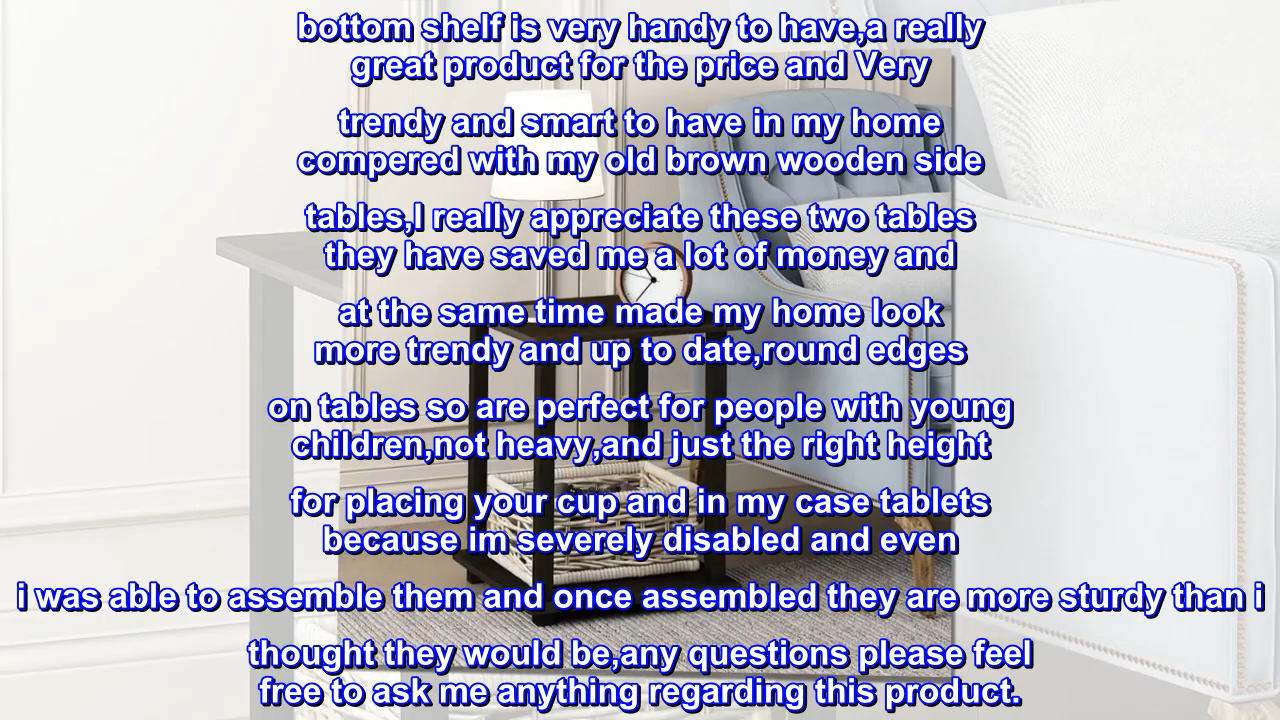 bottom shelf is very handy to have,a really
great product for the price and Very
trendy and smart to have in my home
compered with my old brown wooden side
tables,I really appreciate these two tables
they have saved me a lot of money and
at the same time made my home look
more trendy and up to date,round edges
on tables so are perfect for people with young
children,not heavy,and just the right height
for placing your cup and in my case tablets
because im severely disabled and even
i was able to assemble them and once assembled they are more sturdy than i
thought they would be,any questions please feel
free to ask me anything regarding this product.